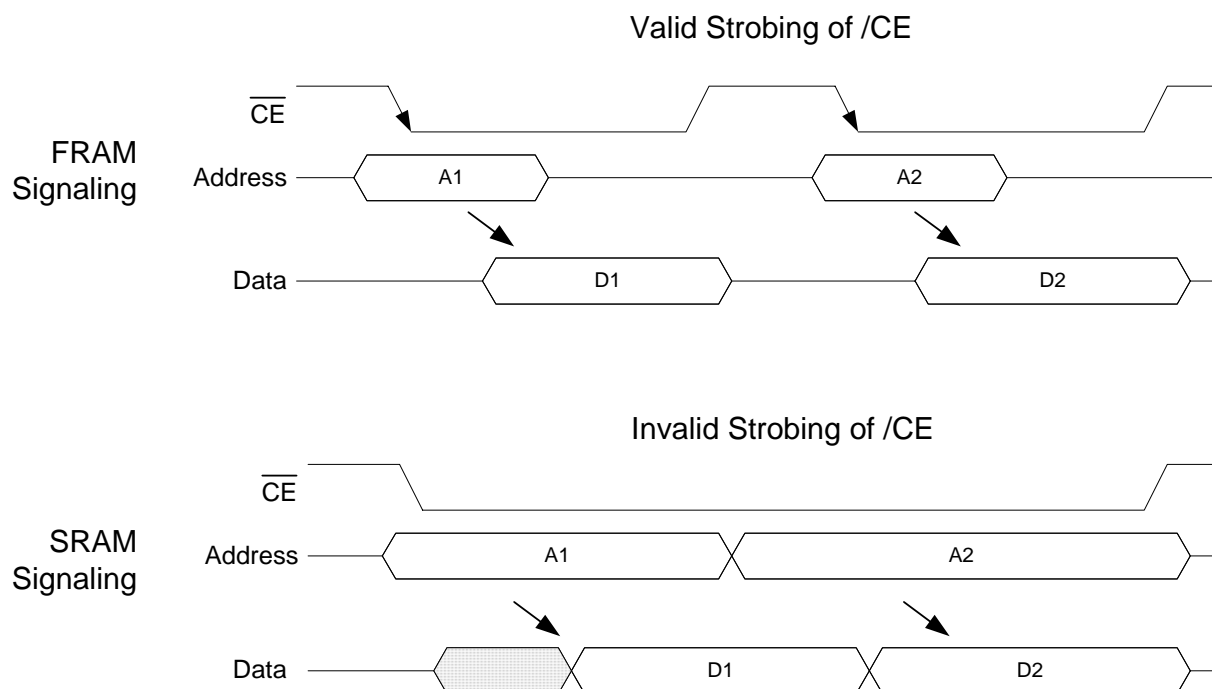 Valid Strobing of /CE
CE
FRAM
Signaling
Address
A1
A2
Data
D1
D2
Invalid Strobing of /CE
CE
SRAM
Signaling
Address
A1
A2
Data
D1
D2